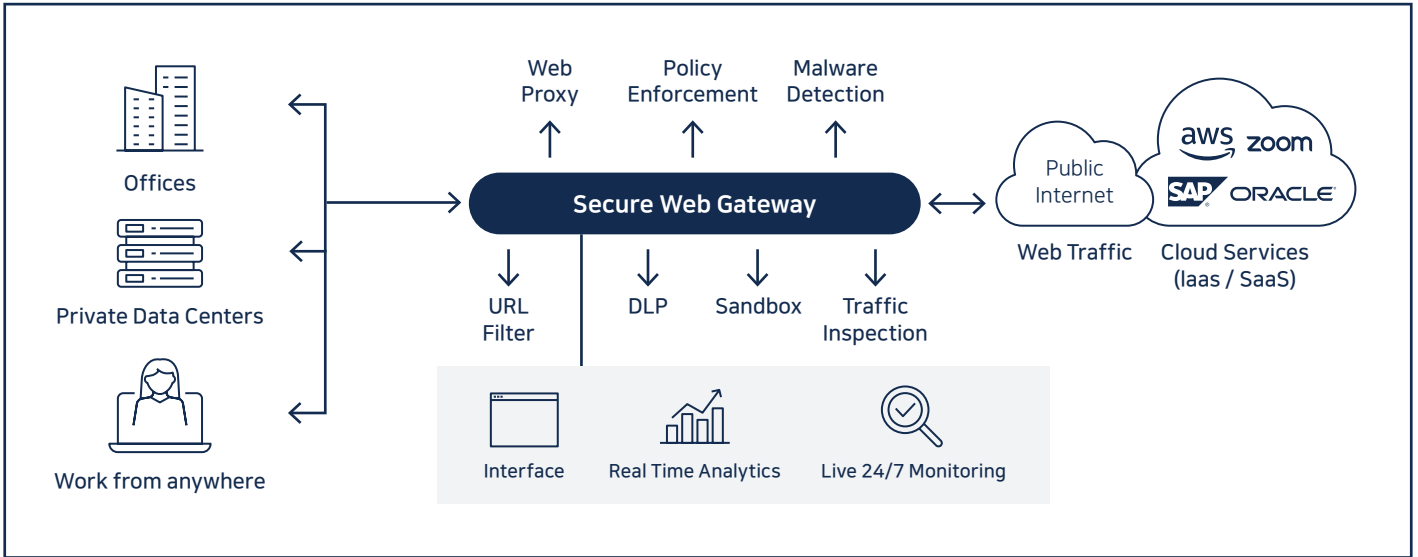 Offices
Private Data Centers
Work from anywhere
Web
Proxy
Policy
Enforcement
Malware
Detection
Secure Web Gateway
URL
Filter
DLP
Sandbox
Traffic
Inspection
Interface
Real Time Analytics
Live 24/7 Monitoring
Public
Internet
Web Traffic
aws
zoom
SAP®
ORACLE
Cloud Services
(Iaas / SaaS)